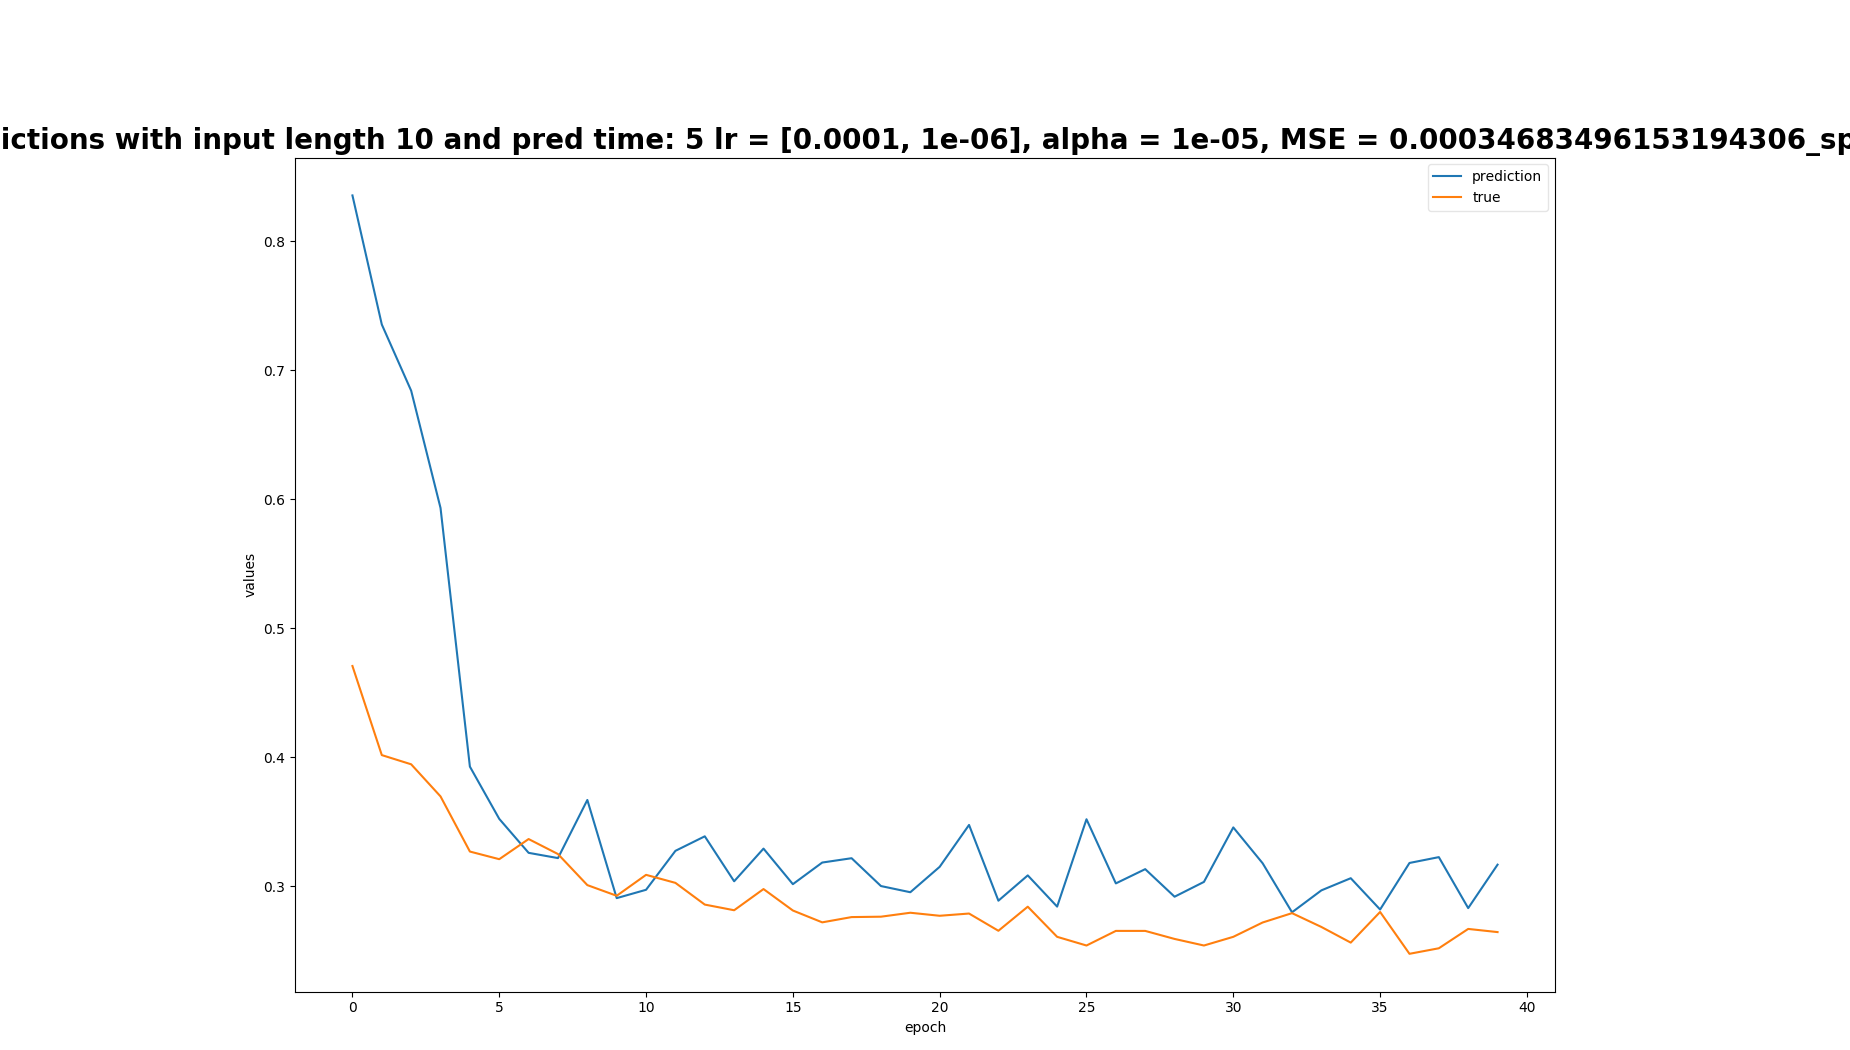 ictions with input length 10 and pred time: 5 lr = [0.0001, 1e-06], alpha = 1e-05, MSE = 0.00034683496153194306_sp
prediction
true
0.8
0.7
0.6
0.5
0.4
0.3
values
0 5 10 15 20 25 30 35 40
epoch